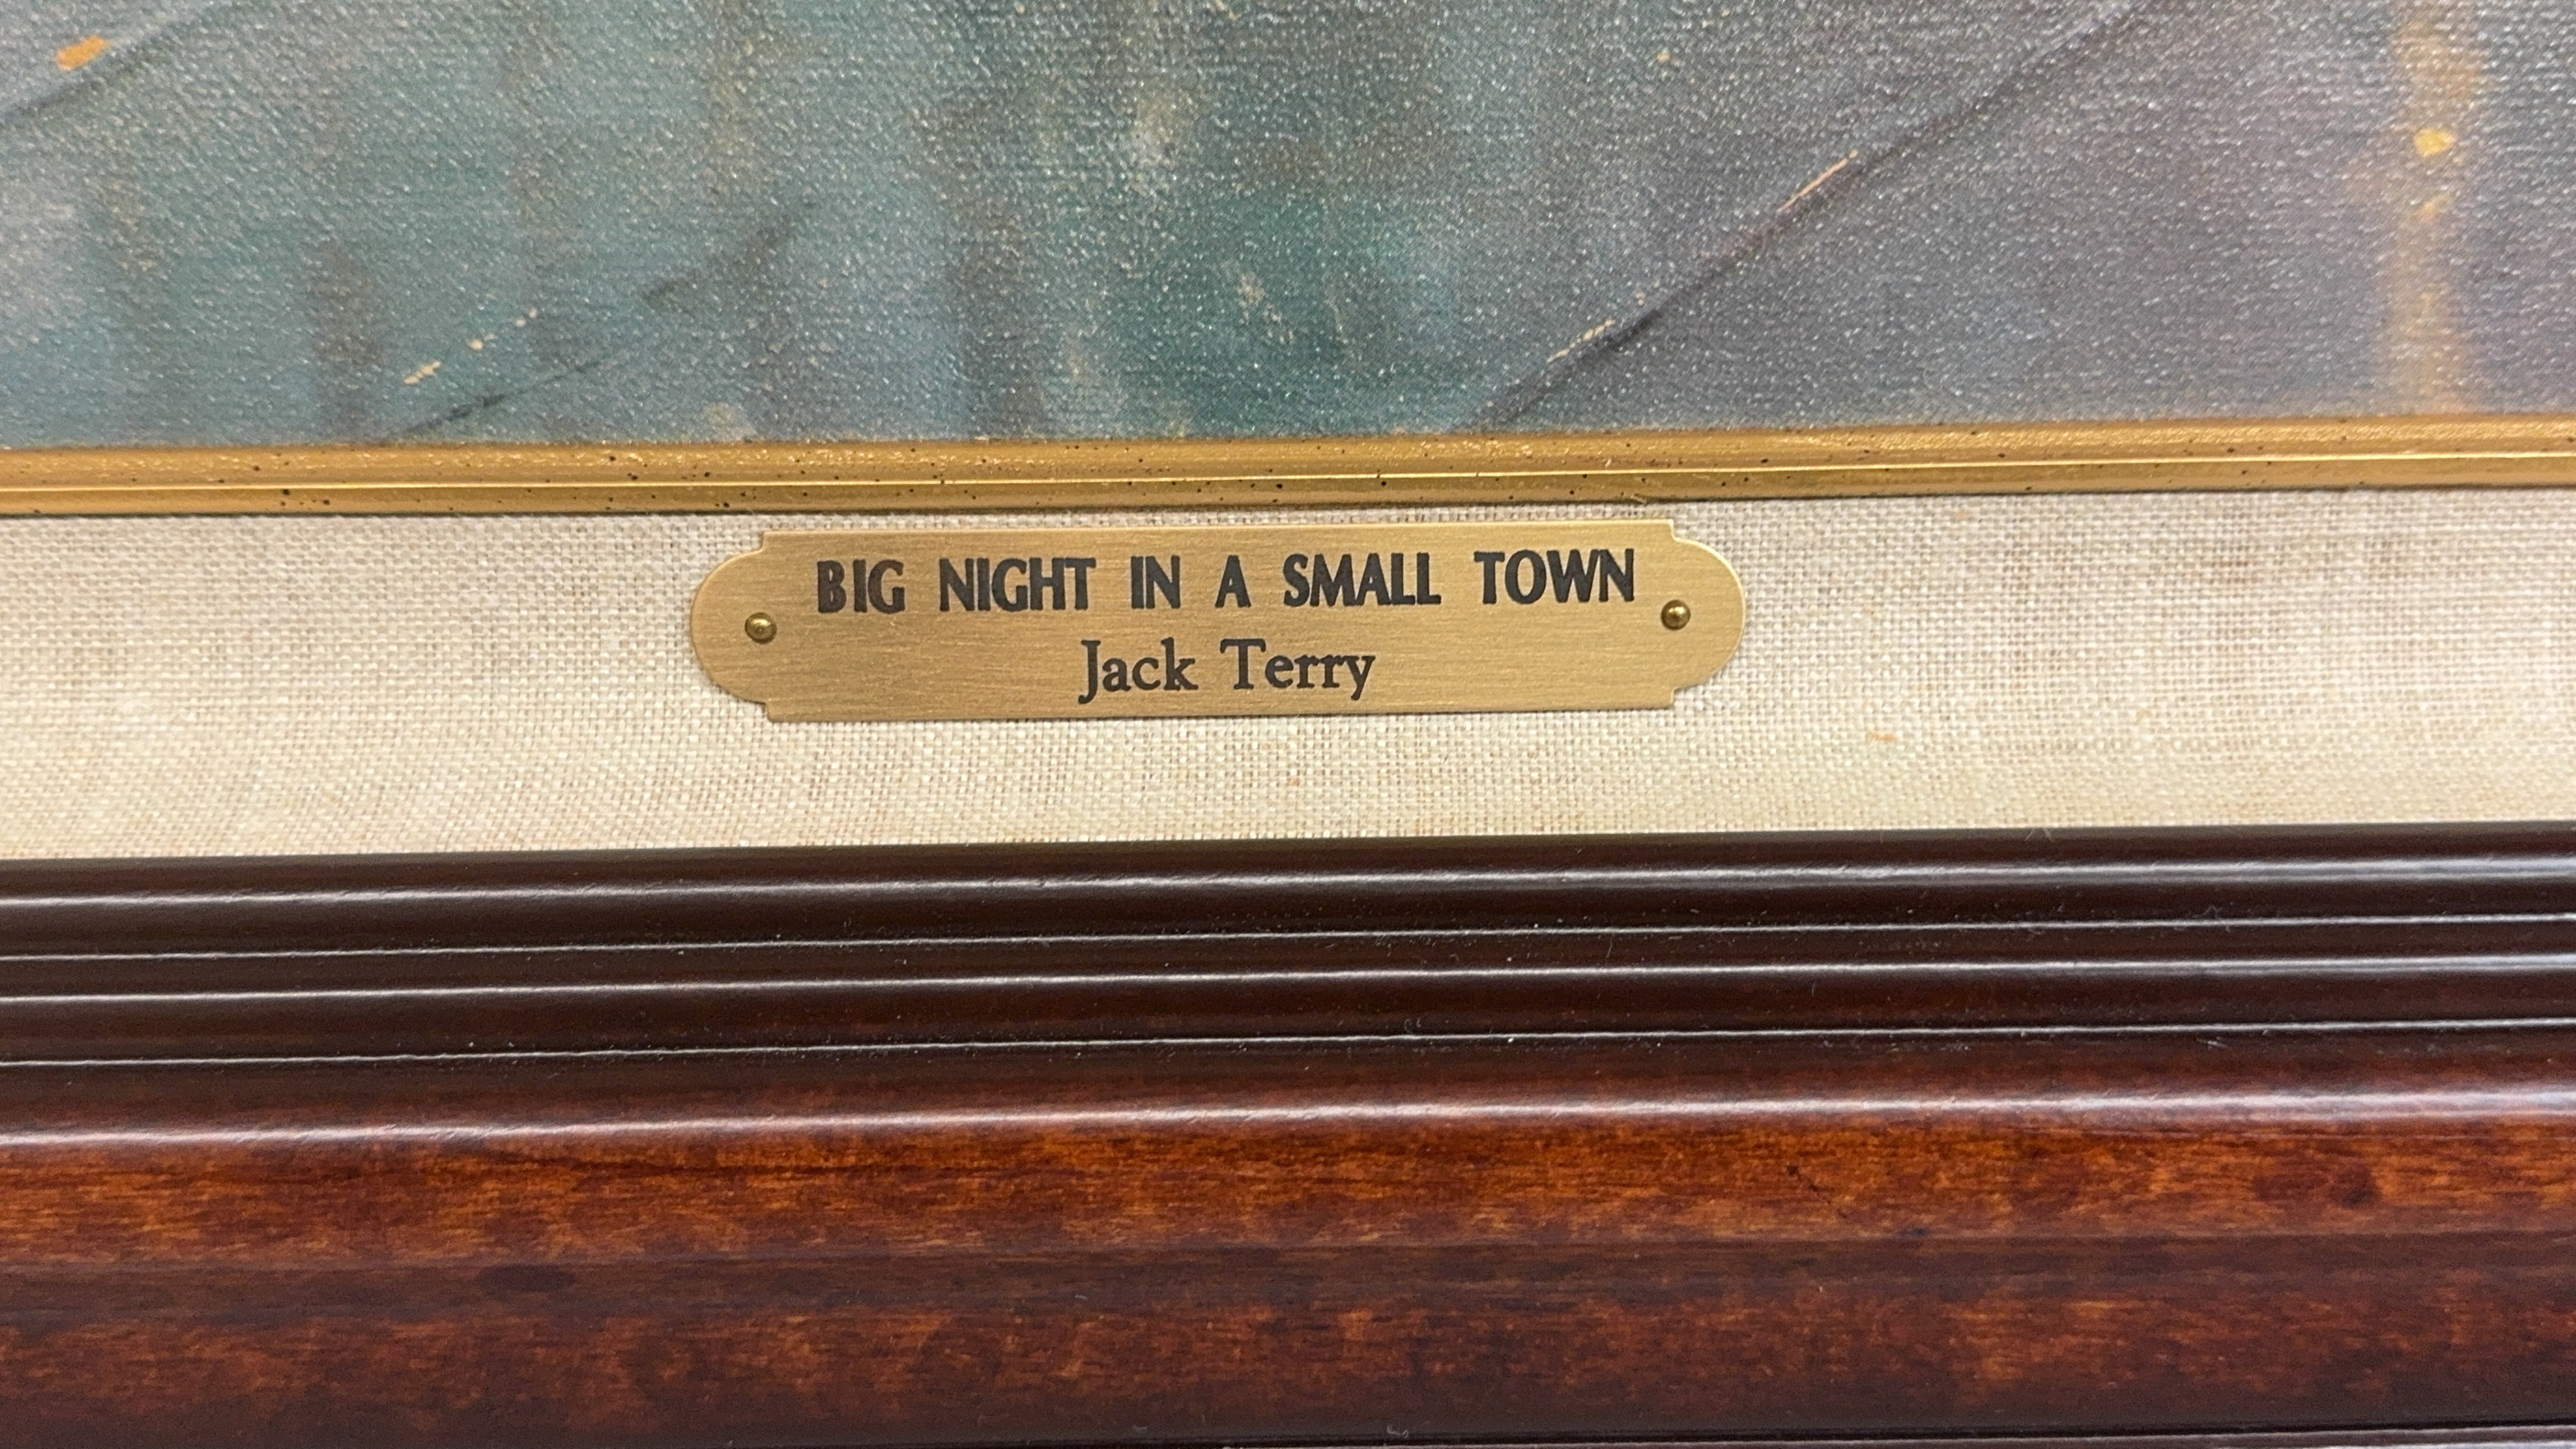 BIG NIGHT IN A SMALL TOWN
Jack Terry